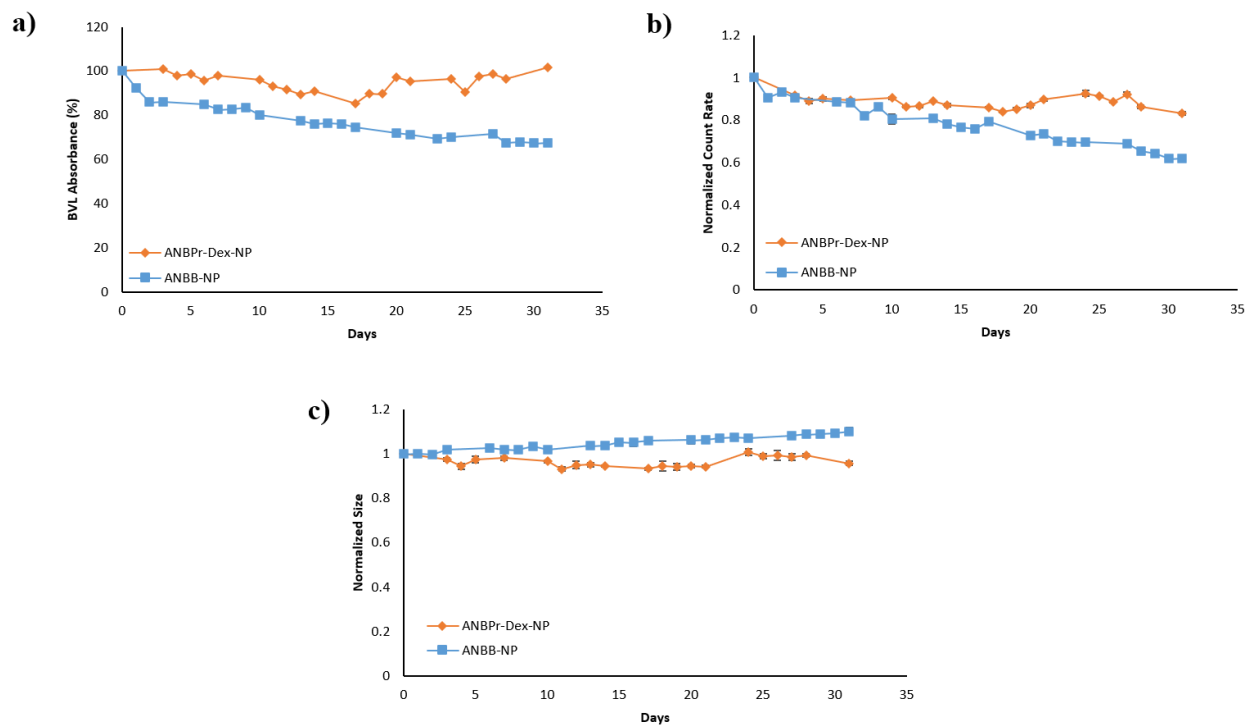 a)
120
100
80
60
40
20
0
BVL Absorbance (%)
ANBPr-Dex-NP
ANBB-NP
0 5 10 15 20 25 30 35
Days
b)
1.2
1
0.8
0.6
0.4
0.2
0
Normalized Count Rate
ANBPr-Dex-NP
ANBB-NP
0 5 10 15 20 25 30 35
Days
c)
1.2
1
0.8
0.6
0.4
0.2
0
Normalized Size
ANBPr-Dex-NP
ANBB-NP
0 5 10 15 20 25 30 35
Days